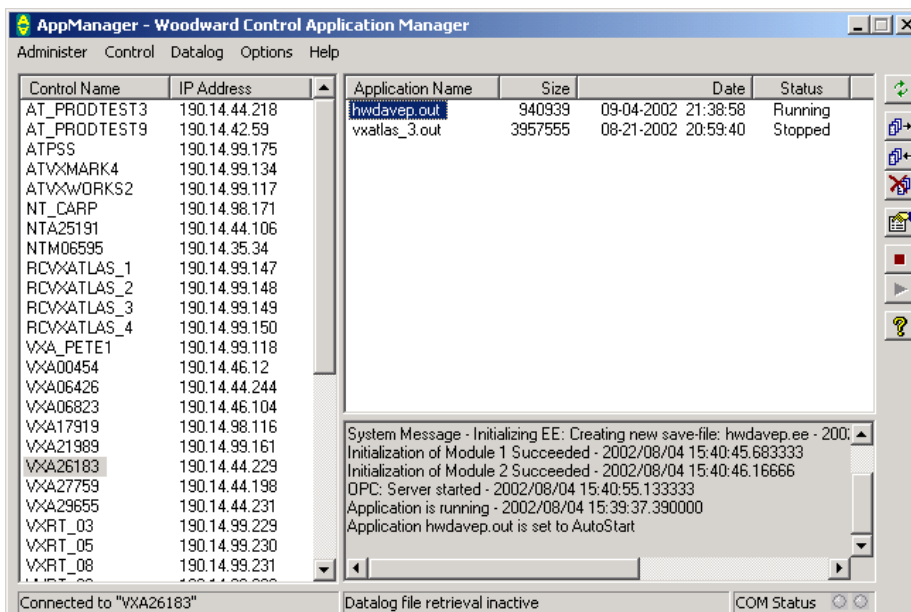 AppManager - Woodward Control Application Manager
Administer Control Datalog Options Help
Control Name IP Address
AT_PRODTEST3 190.14.44.218
AT_PRODTEST9 190.14.42.59
ATPSS 190.14.99.175
ATVXMARK4 190.14.99.134
ATVXWORKS2 190.14.99.117
NT_CARP 190.14.98.171
NTA25191 190.14.44.106
NTM06595 190.14.35.34
RCVXATLAS_1 190.14.99.147
RCVXATLAS_2 190.14.99.148
RCVXATLAS_3 190.14.99.149
RCVXATLAS_4 190.14.99.150
VXA_PETE1 190.14.99.118
VXA00454 190.14.46.12
VXA06426 190.14.44.244
VXA06823 190.14.46.104
VXA17919 190.14.98.116
VXA21989 190.14.99.161
VXA26183 190.14.44.229
VXA27759 190.14.44.198
VXA29655 190.14.44.231
VXRT_03 190.14.99.229
VXRT_05 190.14.99.230
VXRT_08 190.14.99.231
Application Name Size Date Status
hwdavep.out 940939 09-04-2002 21:38:58 Running
vxatlas_3.out 3957555 08-21-2002 20:59:40 Stopped
System Message - Initializing EE: Creating new save-file: hwdavep.ee - 200
Initialization of Module 1 Succeeded - 2002/08/04 15:40:45.683333
Initialization of Module 2 Succeeded - 2002/08/04 15:40:46.16666
OPC: Server started - 2002/08/04 15:40:55.133333
Application is running - 2002/08/04 15:39:37.390000
Application hwdavep.out is set to AutoStart
Connected to "VXA26183" Datalog file retrieval inactive COM Status